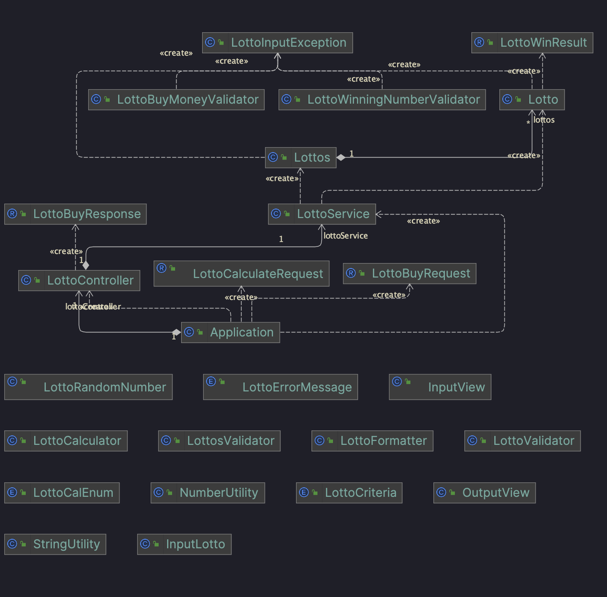 LottoInputException
LottoWinResult
«create»
«create»
«create»
«create»
«create»
LottoBuyMoneyValidator
LottoWinningNumberValidator
Lotto
*
lottos
Lottos
1
«create»
«create»
LottoBuyResponse
LottoService
«create»
lottoService
1
«create»
1
LottoController
LottoCalculateRequest
LottoBuyRequest
«create»
«create»
lottoController
1
Application
LottoRandomNumber
LottoErrorMessage
InputView
LottoCalculator
LottosValidator
LottoFormatter
LottoValidator
LottoCalEnum
NumberUtility
LottoCriteria
OutputView
StringUtility
InputLotto